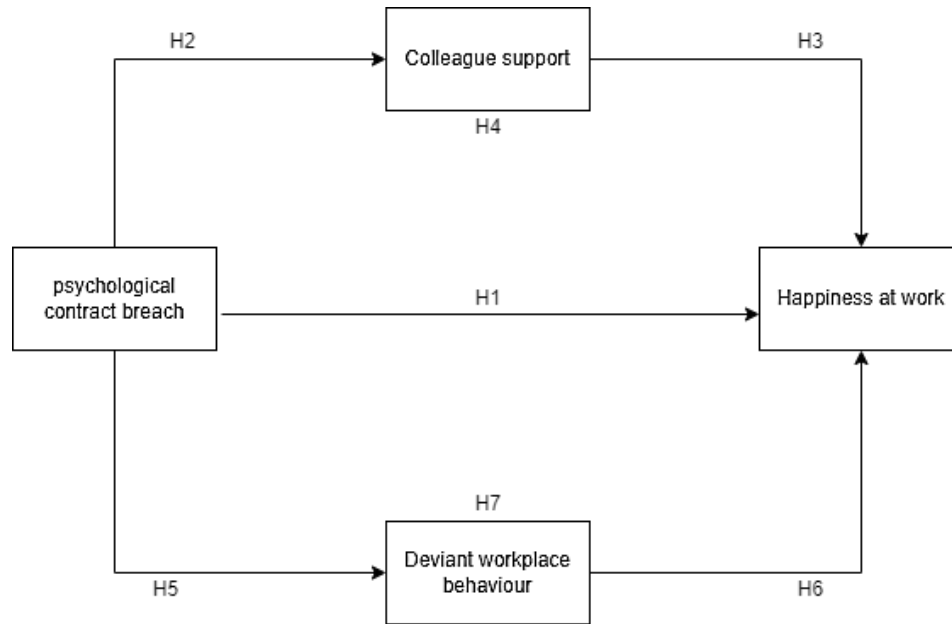 H2
Colleague support
H3
H4
psychological
contract breach
H1
Happiness at work
H7
Deviant workplace
behaviour
H5
H6